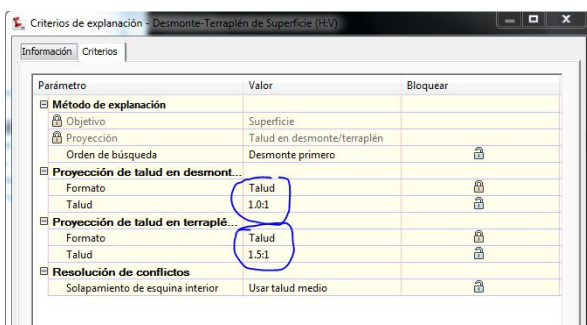 Criterios de explanación - Desmonte-Terraplén de Superficie (H:V)
Información Criterios
Parámetro Valor Bloquear
Método de explanación
Objetivo Superficie
Proyección Talud en desmonte/terraplén
Orden de búsqueda Desmonte primero
Proyección de talud en desmont...
Formato Talud
Talud 1.0:1
Proyección de talud en terraplé...
Formato Talud
Talud 1.5:1
Resolución de conflictos
Solapamiento de esquina interior Usar talud medio